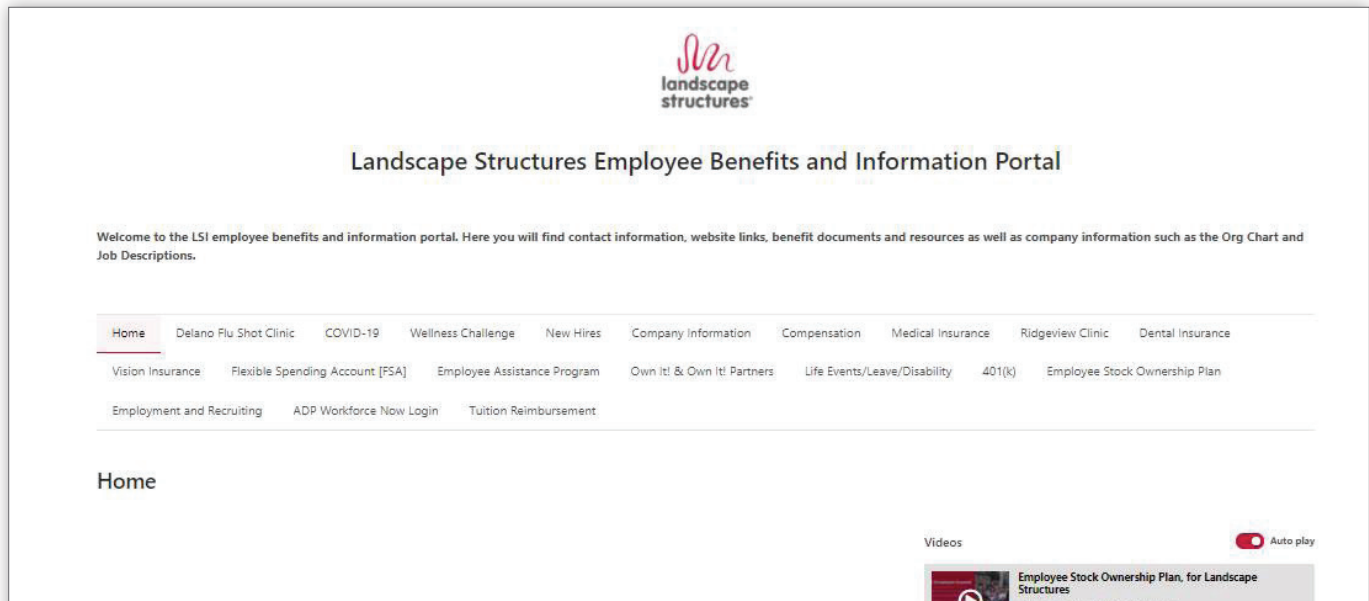 landscape
structures®
Landscape Structures Employee Benefits and Information Portal
Welcome to the LSI employee benefits and information portal. Here you will find contact information, website links, benefit documents and resources as well as company information such as the Org Chart and
Job Descriptions.
Home Delano Flu Shot Clinic COVID-19 Wellness Challenge New Hires Company Information Compensation Medical Insurance Ridgeview Clinic Dental Insurance
Vision Insurance Flexible Spending Account [FSA] Employee Assistance Program Own It! & Own It! Partners Life Events/Leave/Disability 401(k) Employee Stock Ownership Plan
Employment and Recruiting ADP Workforce Now Login Tuition Reimbursement
Home
Videos Auto play
Employee Stock Ownership Plan, for Landscape
Structures